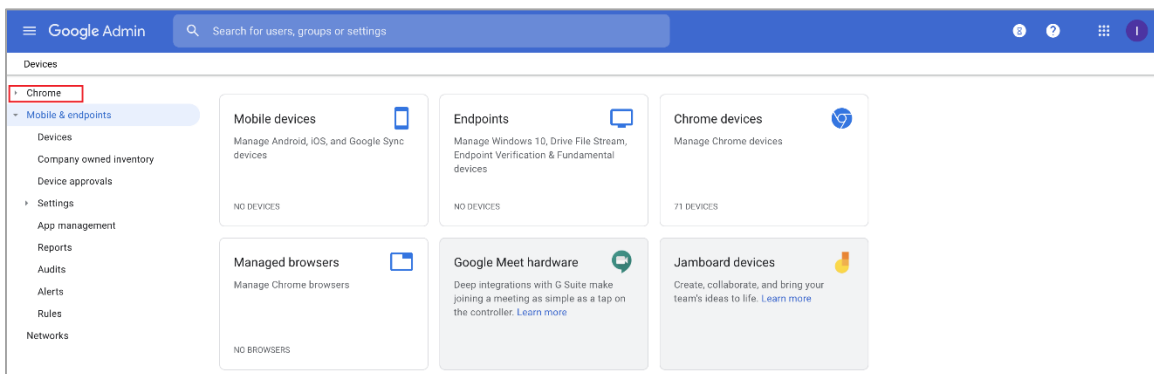 Google Admin
Search for users, groups or settings
8
?
I
Devices
Chrome
Mobile & endpoints
Devices
Company owned inventory
Device approvals
Settings
App management
Reports
Audits
Alerts
Rules
Networks
Mobile devices
Manage Android, iOS, and Google Sync
devices
NO DEVICES
Endpoints
Manage Windows 10, Drive File Stream,
Endpoint Verification & Fundamental
devices
NO DEVICES
Chrome devices
Manage Chrome devices
71 DEVICES
Managed browsers
Manage Chrome browsers
NO BROWSERS
Google Meet hardware
Deep integrations with G Suite make
joining a meeting as simple as a tap on
the controller. Learn more
Jamboard devices
Create, collaborate, and bring your
team's ideas to life. Learn more